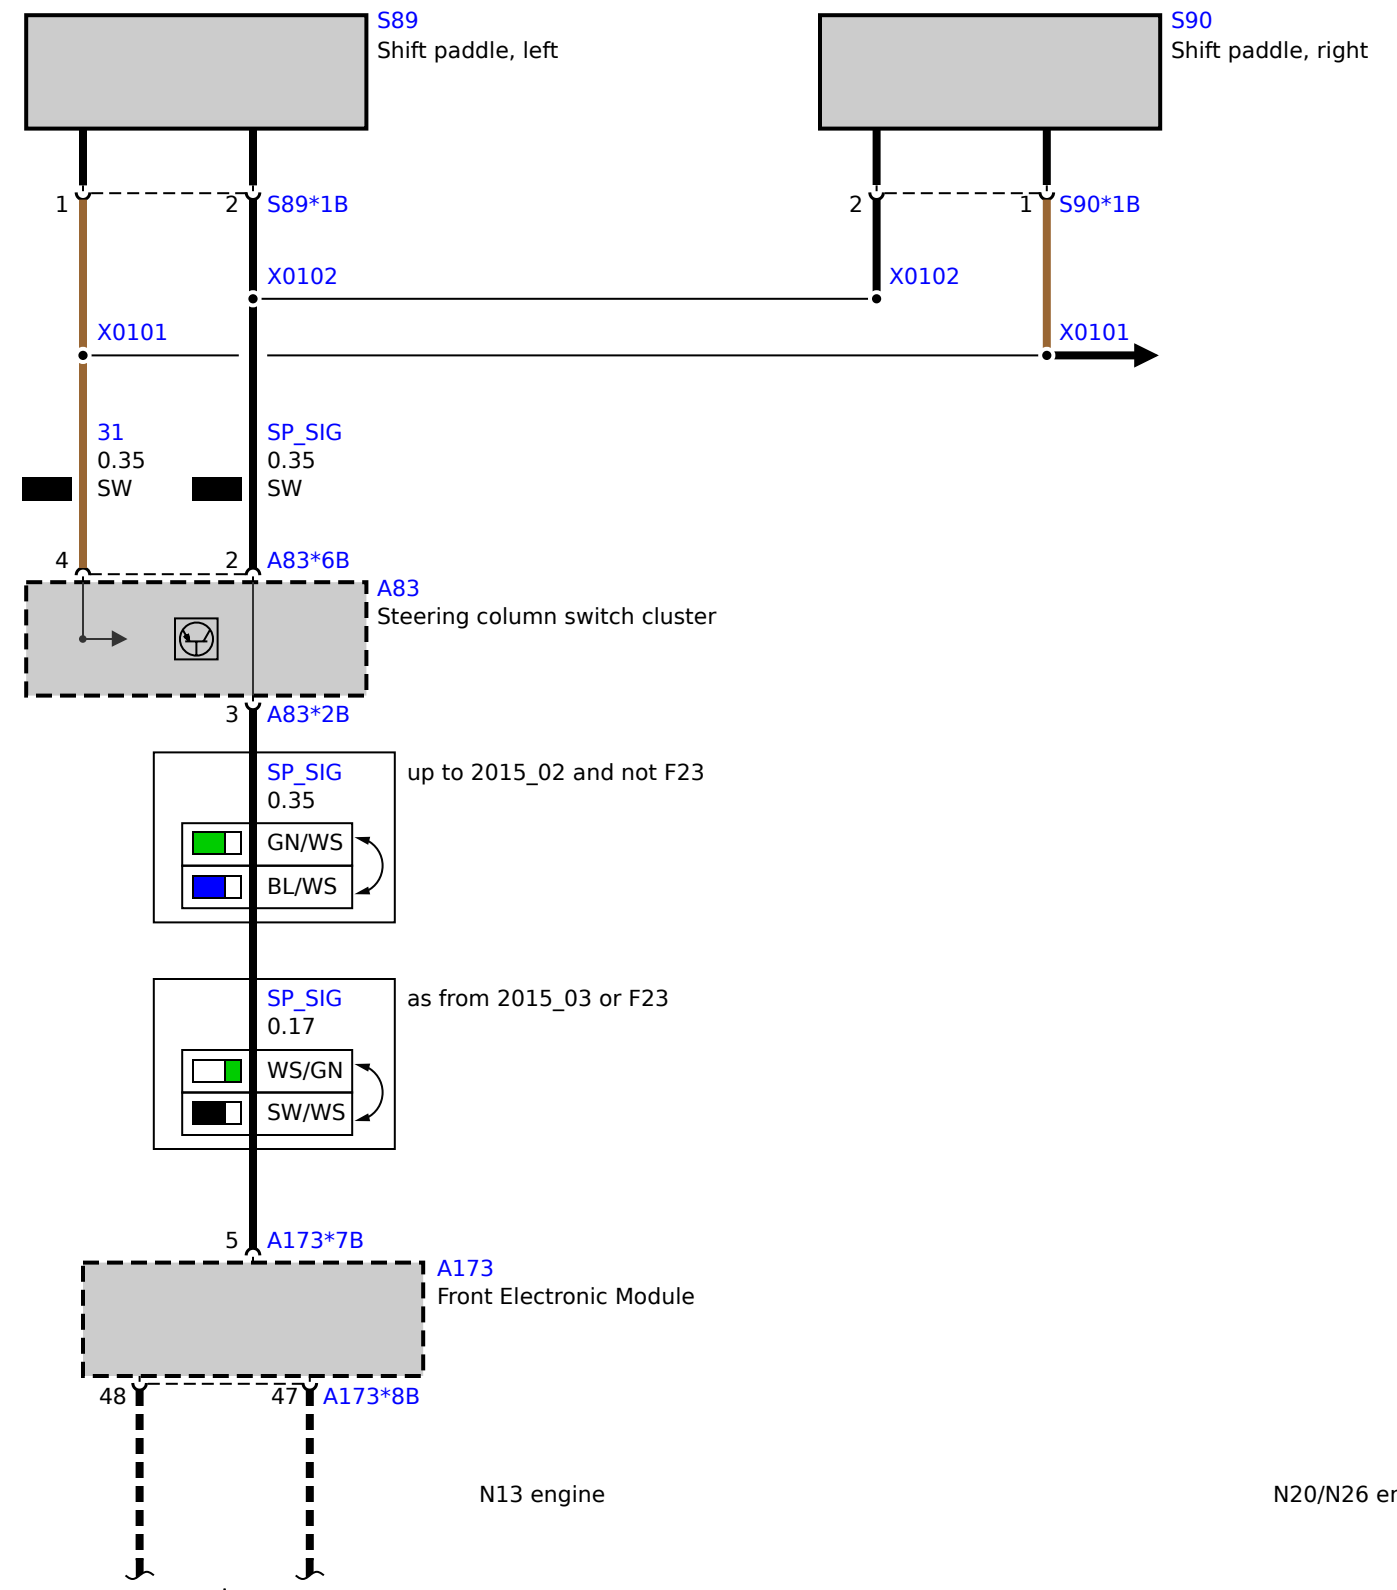 S89
Shift paddle, left
S90
Shift paddle, right
1
2
S89*1B
2
1
S90*1B
X0102
X0102
X0101
X0101
31
0.35
SW
SP_SIG
0.35
SW
4
2
A83*6B
A83
Steering column switch cluster
3
A83*2B
SP_SIG
0.35
GN/WS
BL/WS
up to 2015_02 and not F23
SP_SIG
0.17
WS/GN
SW/WS
as from 2015_03 or F23
5
A173*7B
A173
Front Electronic Module
48
47
A173*8B
N13 engine
N20/N26 en